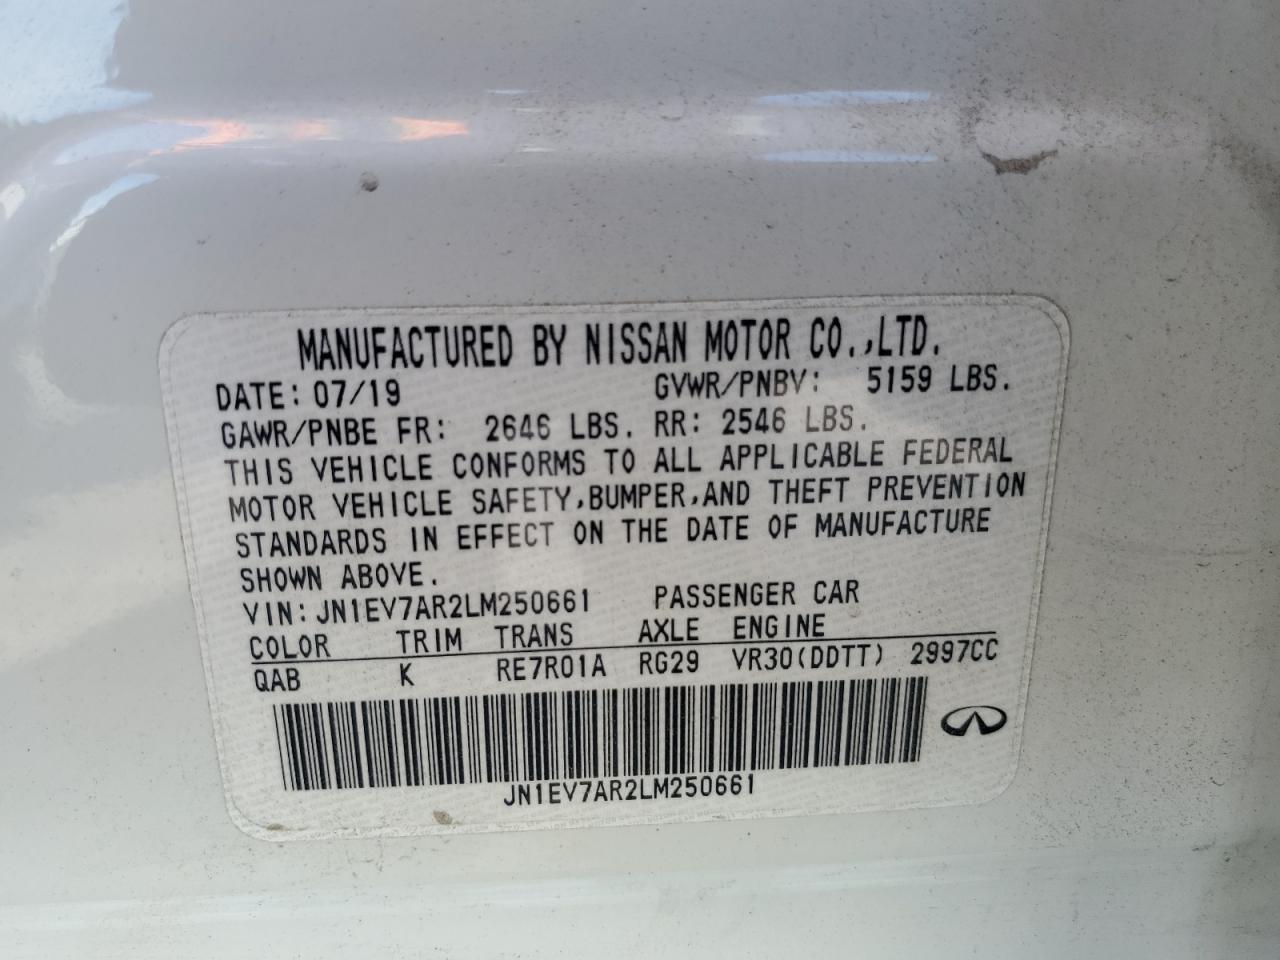 MANUFACTURED BY NISSAN MOTOR CO.,LTD.
DATE: 07/19 GVWR/PNBV: 5159 LBS.
GAWR/PNBE FR: 2646 LBS. RR: 2546 LBS.
THIS VEHICLE CONFORMS TO ALL APPLICABLE FEDERAL
MOTOR VEHICLE SAFETY,BUMPER,AND THEFT PREVENTION
STANDARDS IN EFFECT ON THE DATE OF MANUFACTURE
SHOWN ABOVE.
VIN: JN1EV7AR2LM250661 PASSENGER CAR
COLOR TRIM TRANS AXLE ENGINE
QAB K RE7R01A RG29 VR30(DDTT) 2997CC
JN1EV7AR2LM250661